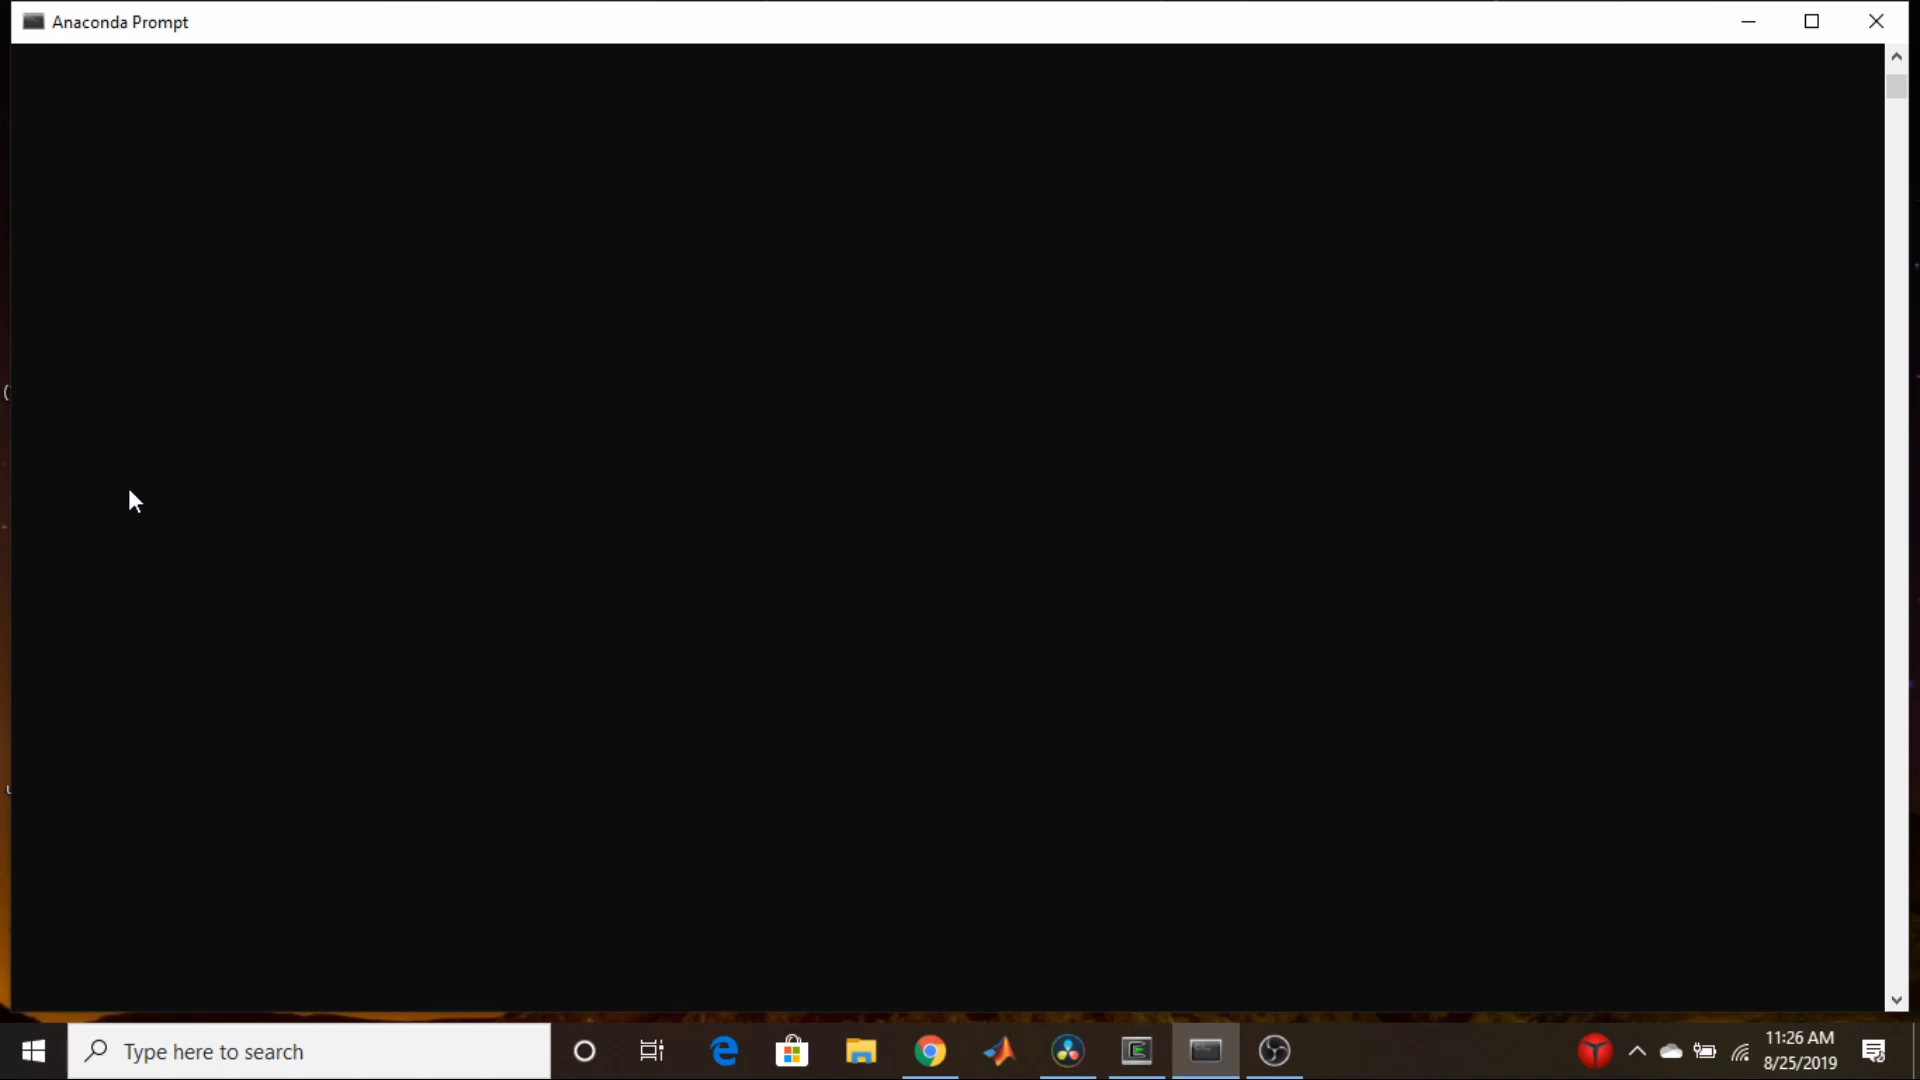 Anaconda Prompt
(
Type here to search
11:26 AM
8/25/2019